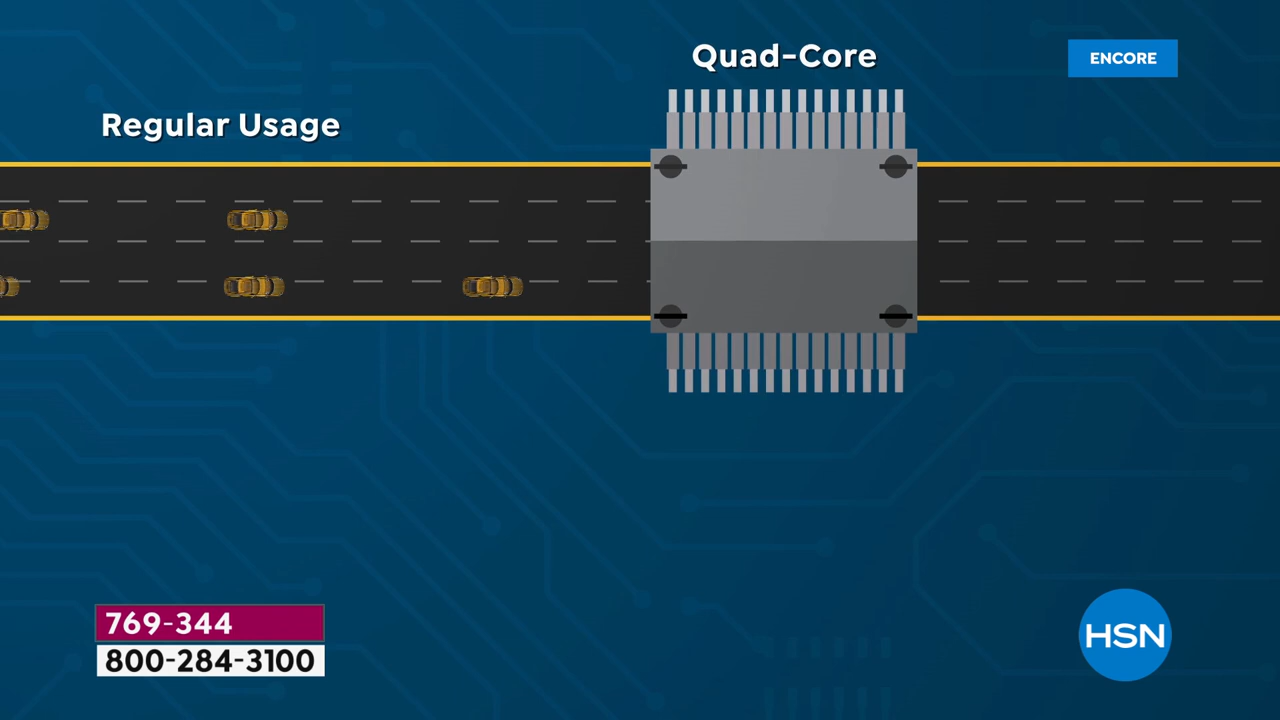 Quad-Core
ENCORE
Regular Usage
769-344
800-284-3100
HSN